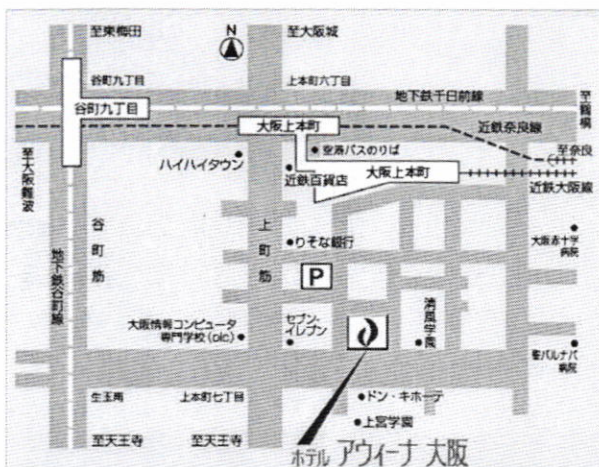 至東梅田
N
至大阪城
谷町九丁目
上本町六丁目
地下鉄千日前線
至鶴橋
谷町九丁目
大阪上本町
近鉄奈良線
至奈良
空港バスのりば
ハイハイタウン
近鉄百貨店
大阪上本町
近鉄大阪線
至大阪難波
地下鉄谷町線
谷町筋
上町筋
りそな銀行
大阪赤十字
病院
P
大阪情報コンピュータ
専門学校(oic)
セブン-
イレブン
清風学園
聖バルナバ
病院
生玉南
上本町七丁目
ドン・キホーテ
上宮学園
至天王寺
至天王寺
ホテル アウィーナ 大阪